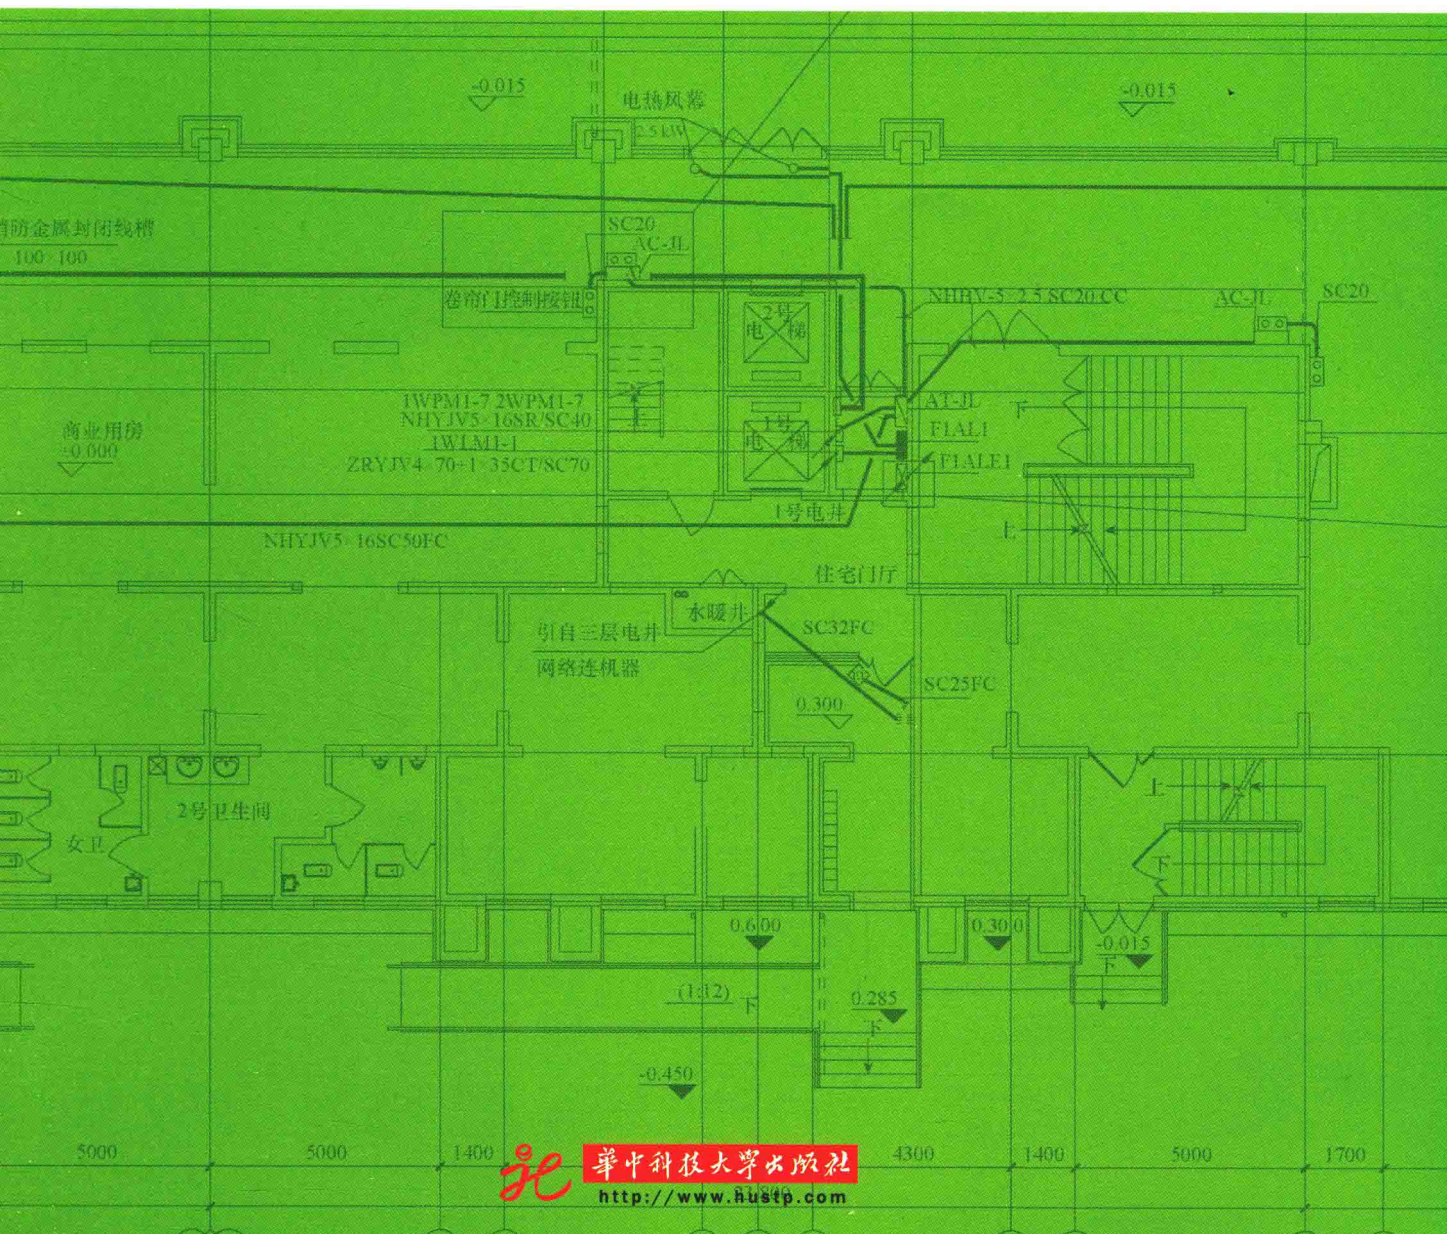 -0.015
-0.015
电热风幕
2.5 kW
消防金属封闭线槽
100×100
SC20
AC-JL
卷帘门控制按钮
NHBV-5×2.5 SC20 CC
AC-JL
SC20
2号
电 梯
1WPM1-7 2WPM1-7
NHYJV5×16SR/SC40
1WLM1-1
ZRYJV4×70+1×35CT/SC70
商业用房
±0.000
1号
电 梯
上
AT-JL
F1AL1
F1ALE1
下
上
1号电井
NHYJV5×16SC50FC
住宅门厅
水暖井
引自三层电井
网络连机器
SC32FC
SC25FC
0.300
2号卫生间
女卫
上
下
0.600
0.300
-0.015
下
(1:12)
下
0.285
下
-0.450
5000
5000
1400
4300
1400
5000
1700
華中科技大学出版社
http://www.hustp.com